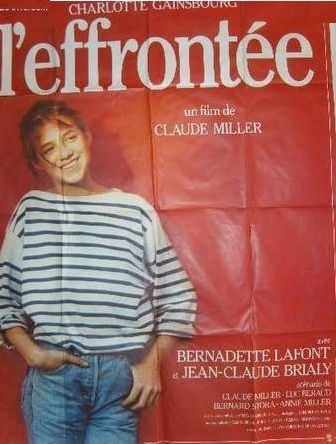 CHARLOTTE GAINSBOURG
l'effrontée
un film de
CLAUDE MILLER
avec
BERNADETTE LAFONT
et JEAN-CLAUDE BRIALY
scénario de
CLAUDE MILLER - LUC BERAUD
BERNARD STORA - ANNIE MILLER